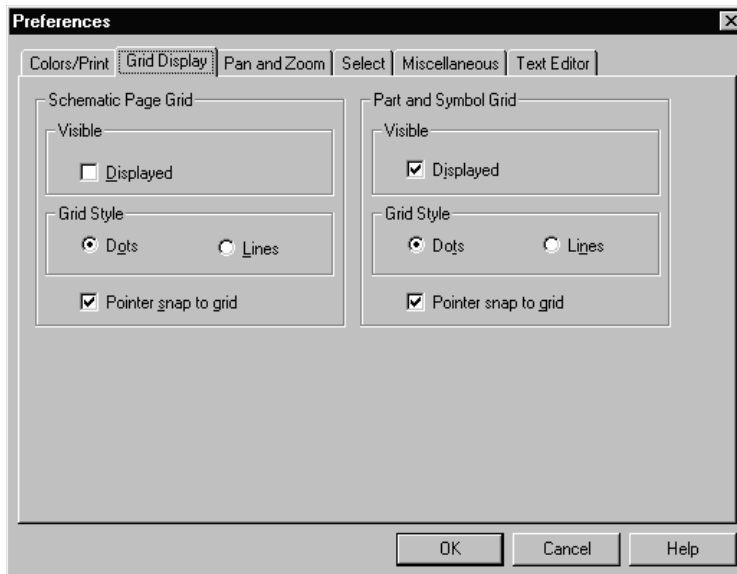 Preferences
Colors/Print Grid Display Pan and Zoom Select Miscellaneous Text Editor
Schematic Page Grid
Visible
Displayed
Grid Style
Dots Lines
Pointer snap to grid
Part and Symbol Grid
Visible
Displayed
Grid Style
Dots Lines
Pointer snap to grid
OK Cancel Help